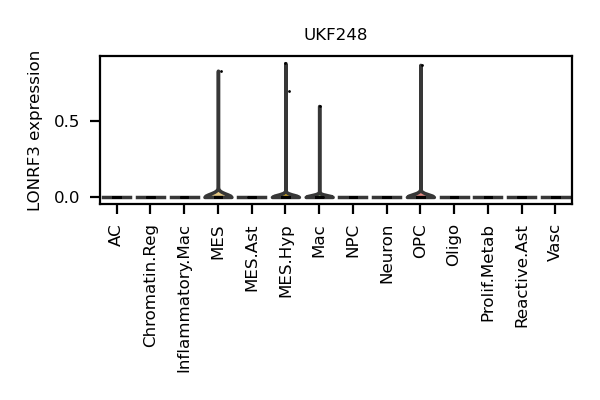 UKF248
LONRF3 expression
0.5
0.0
AC
Chromatin.Reg
Inflammatory.Mac
MES
MES.Ast
MES.Hyp
Mac
NPC
Neuron
OPC
Oligo
Prolif.Metab
Reactive.Ast
Vasc